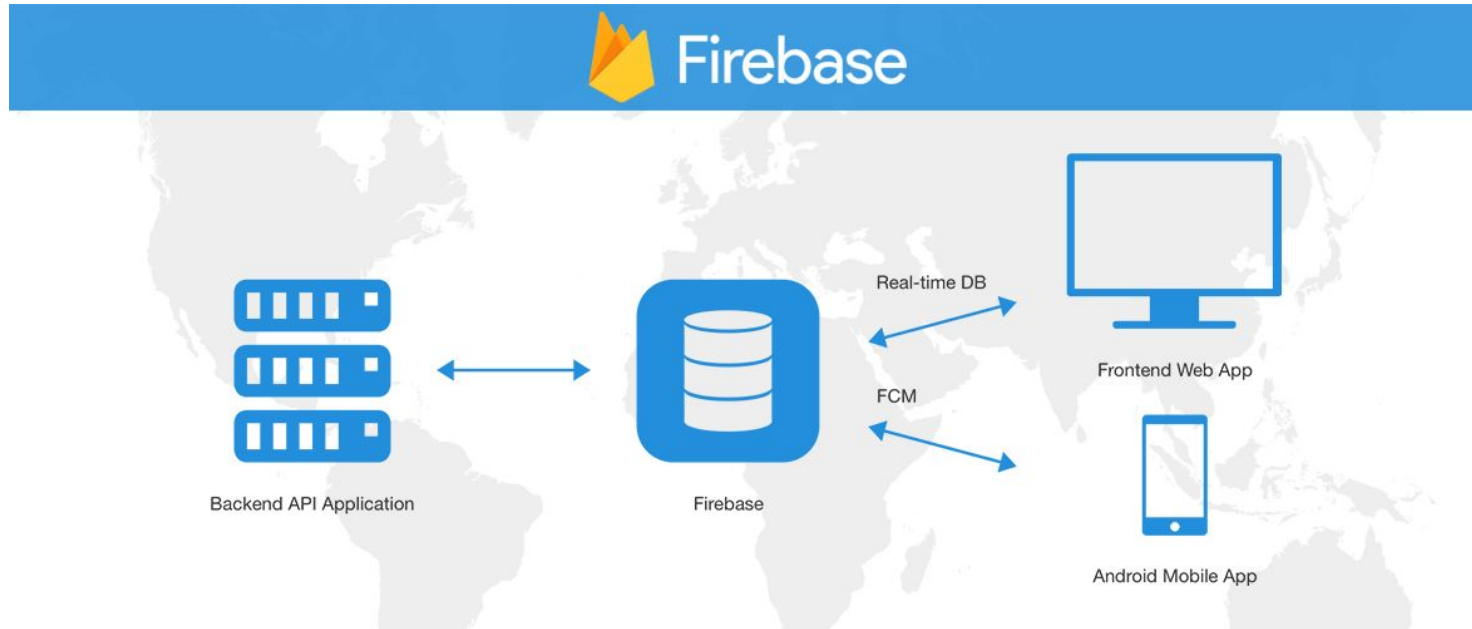 Firebase
Real-time DB
Frontend Web App
FCM
Backend API Application
Firebase
Android Mobile App